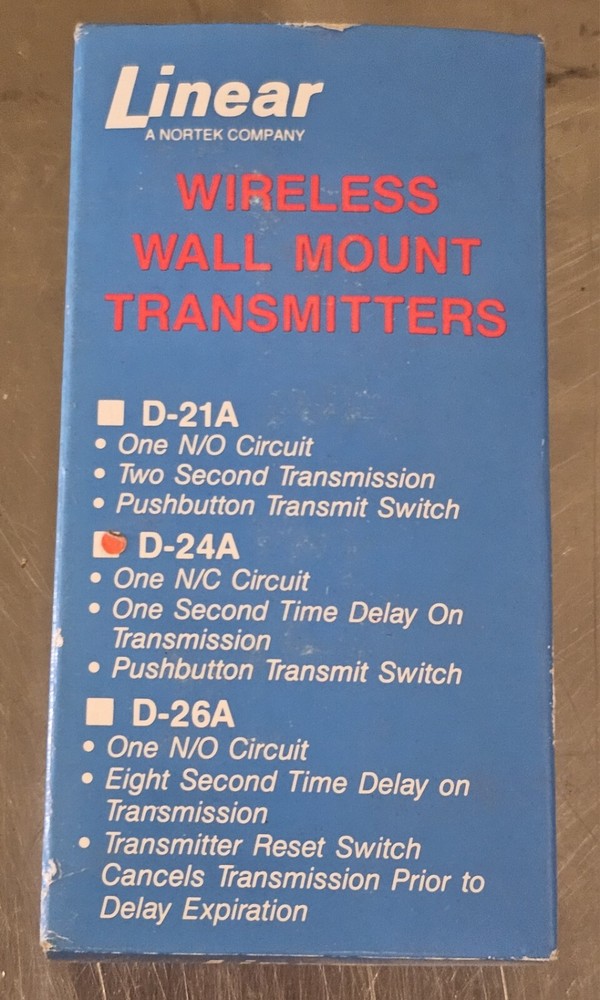 Linear
A NORTEK COMPANY
WIRELESS
WALL MOUNT
TRANSMITTERS
D-21A
• One N/O Circuit
• Two Second Transmission
• Pushbutton Transmit Switch
D-24A
• One N/C Circuit
• One Second Time Delay On
Transmission
• Pushbutton Transmit Switch
D-26A
• One N/O Circuit
• Eight Second Time Delay on
Transmission
• Transmitter Reset Switch
Cancels Transmission Prior to
Delay Expiration